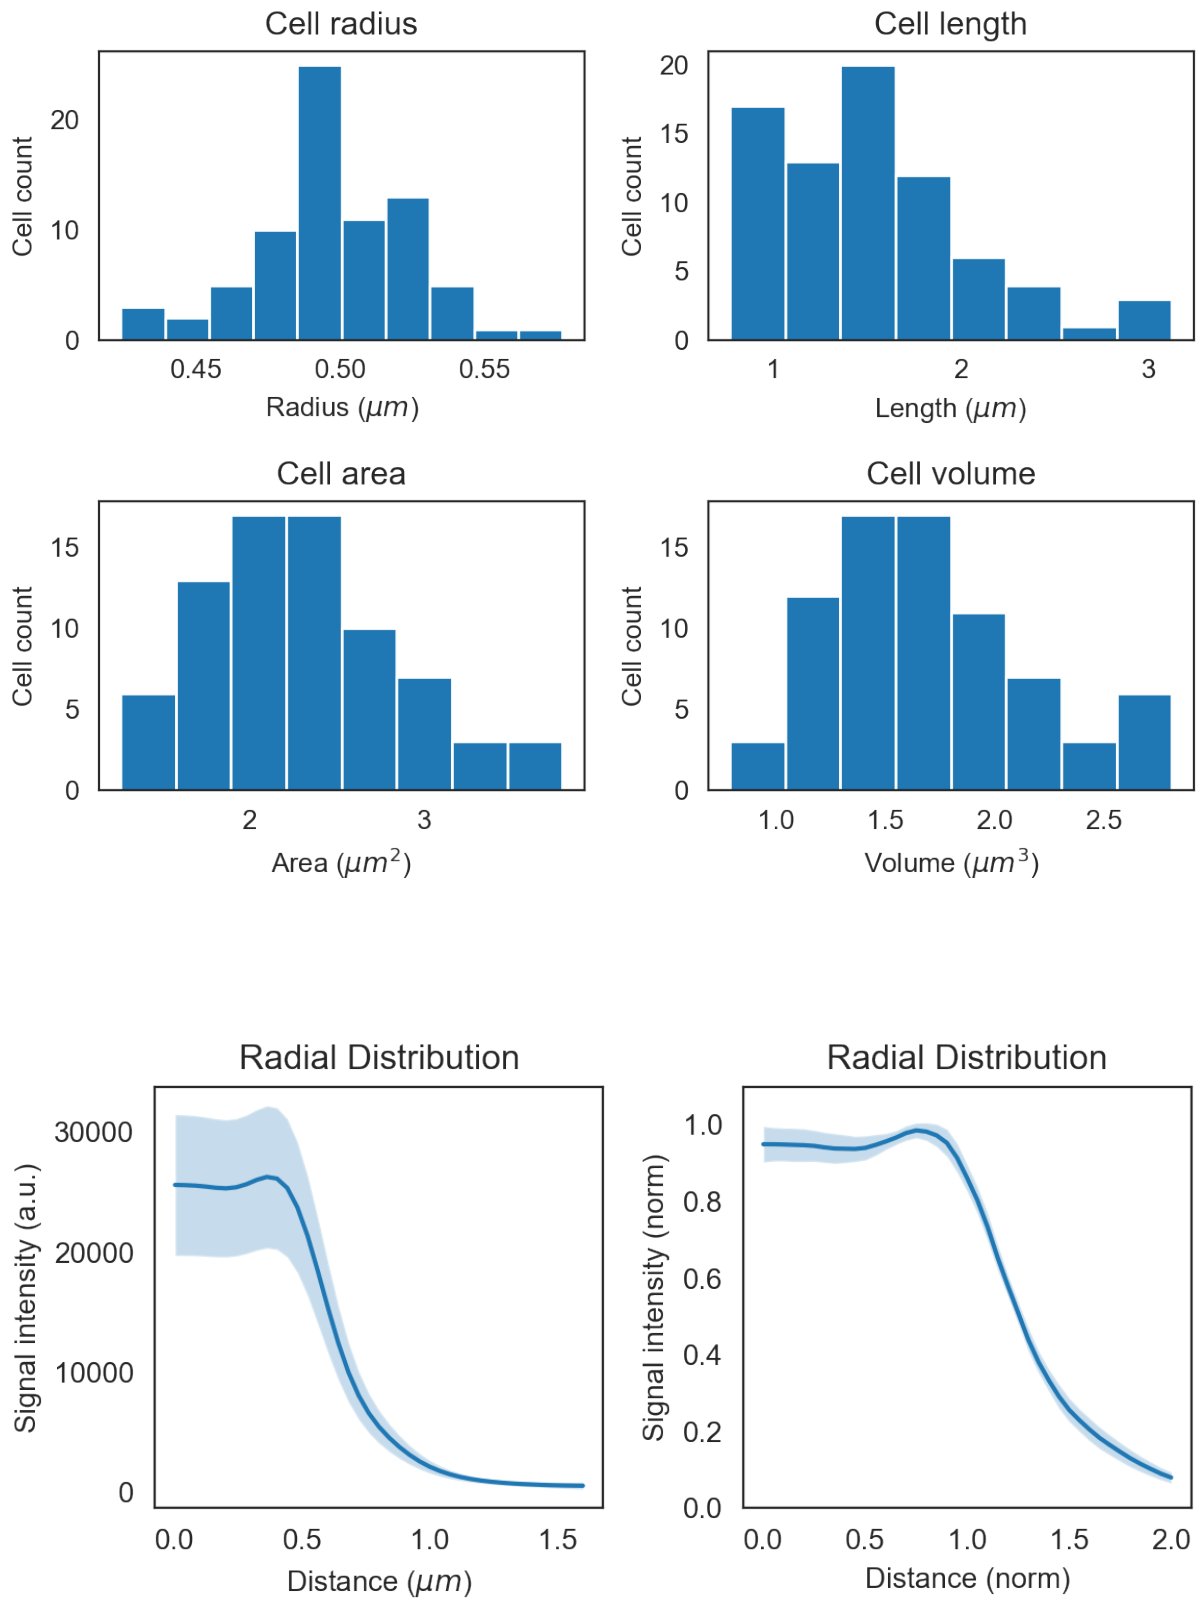 Cell radius
Cell count
20
10
0
0.45 0.50 0.55
Radius (μm)
Cell length
Cell count
20
15
10
5
0
1 2 3
Length (μm)
Cell area
Cell count
15
10
5
0
2 3
Area (μm²)
Cell volume
Cell count
15
10
5
0
1.0 1.5 2.0 2.5
Volume (μm³)
Radial Distribution
Signal intensity (a.u.)
30000
20000
10000
0
0.0 0.5 1.0 1.5
Distance (μm)
Radial Distribution
Signal intensity (norm)
1.0
0.8
0.6
0.4
0.2
0.0
0.0 0.5 1.0 1.5 2.0
Distance (norm)